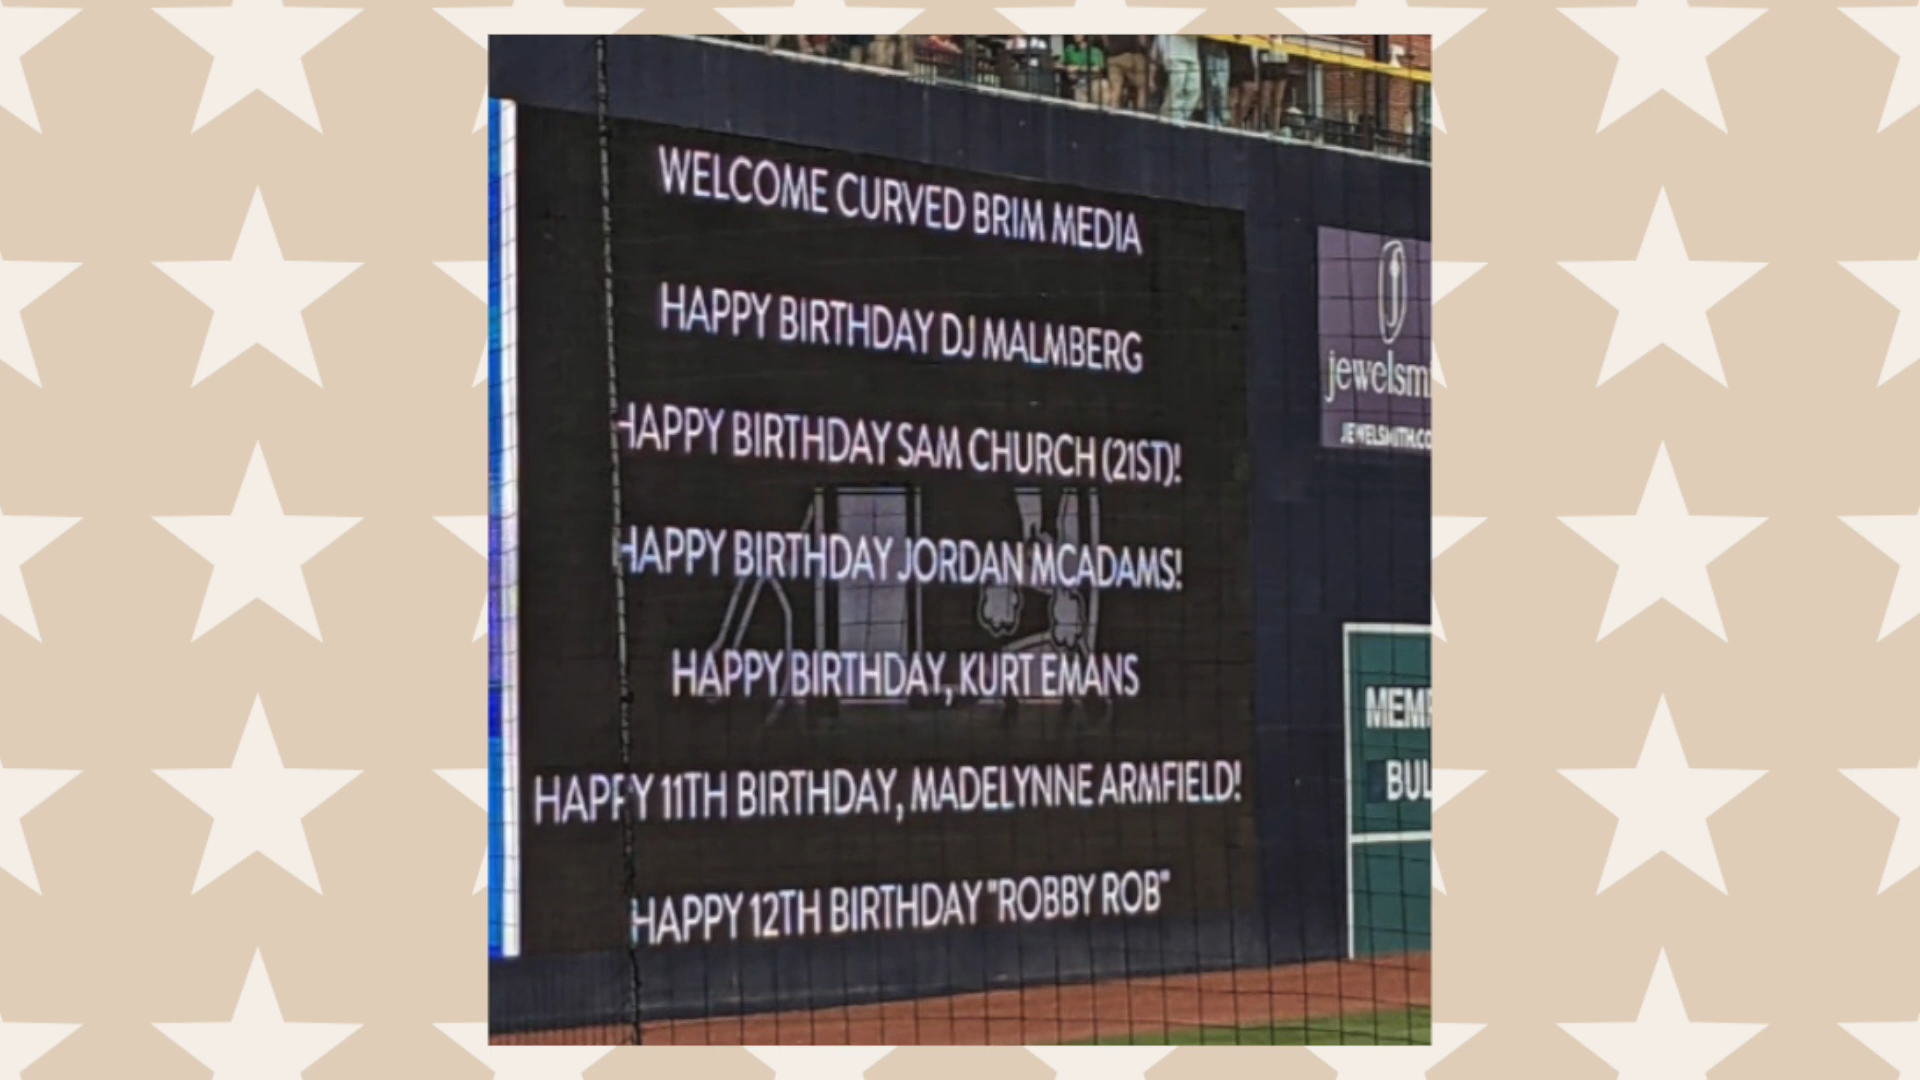 WELCOME CURVED BRIM MEDIA
HAPPY BIRTHDAY DJ MALMBERG
HAPPY BIRTHDAY SAM CHURCH (21ST)!
HAPPY BIRTHDAY JORDAN MCADAMS!
HAPPY BIRTHDAY, KURT EMANS
HAPPY 11TH BIRTHDAY, MADELYNNE ARMFIELD!
HAPPY 12TH BIRTHDAY "ROBBY ROB"
J
jewelsmi
JEWELSMITH.CO
MEM
BUL